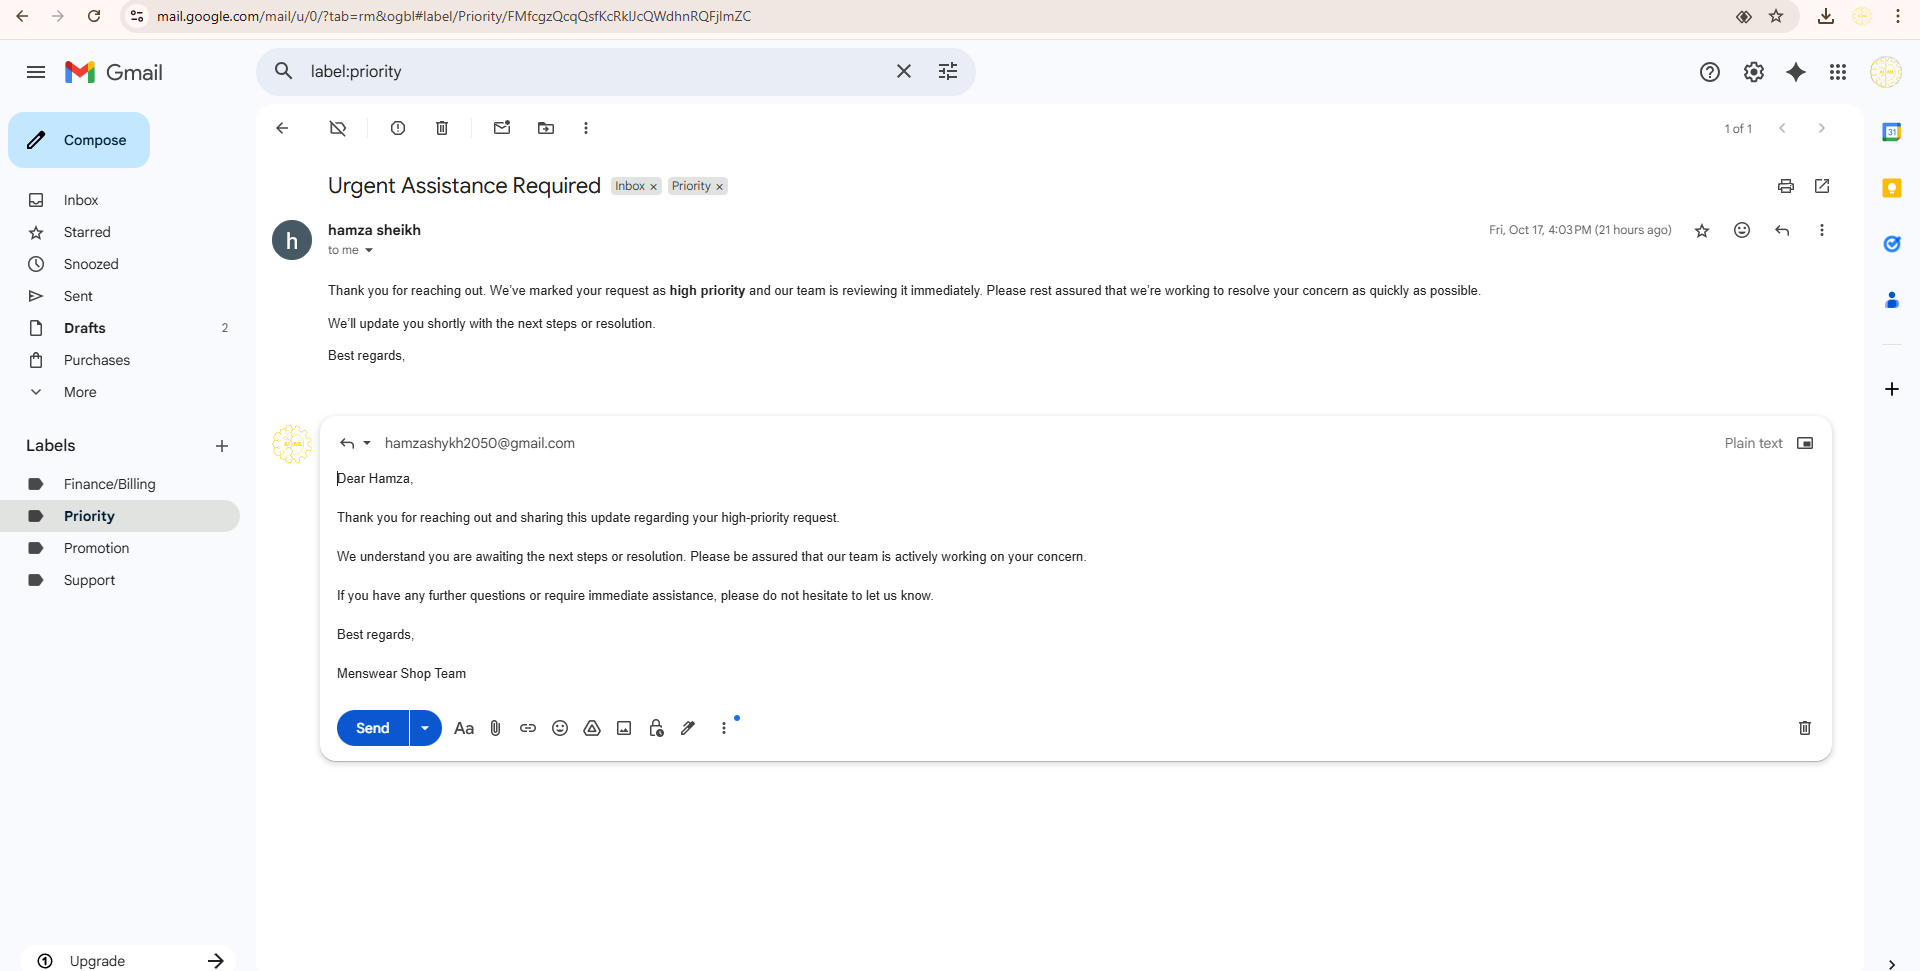 mail.google.com/mail/u/0/?tab=rm&ogbl#label/Priority/FMfcgzQcqQsfKcRklJcQWdhnRQFjlmZC
Gmail
label:priority
Compose
1 of 1
Inbox
Starred
Snoozed
Sent
Drafts 2
Purchases
More
Labels
Finance/Billing
Priority
Promotion
Support
Upgrade
Urgent Assistance Required Inbox × Priority ×
hamza sheikh
Fri, Oct 17, 4:03 PM (21 hours ago)
to me
h
Thank you for reaching out. We’ve marked your request as high priority and our team is reviewing it immediately. Please rest assured that we’re working to resolve your concern as quickly as possible.
We’ll update you shortly with the next steps or resolution.
Best regards,
hamzashykh2050@gmail.com
Plain text
Dear Hamza,
Thank you for reaching out and sharing this update regarding your high-priority request.
We understand you are awaiting the next steps or resolution. Please be assured that our team is actively working on your concern.
If you have any further questions or require immediate assistance, please do not hesitate to let us know.
Best regards,
Menswear Shop Team
Send
Aa
31